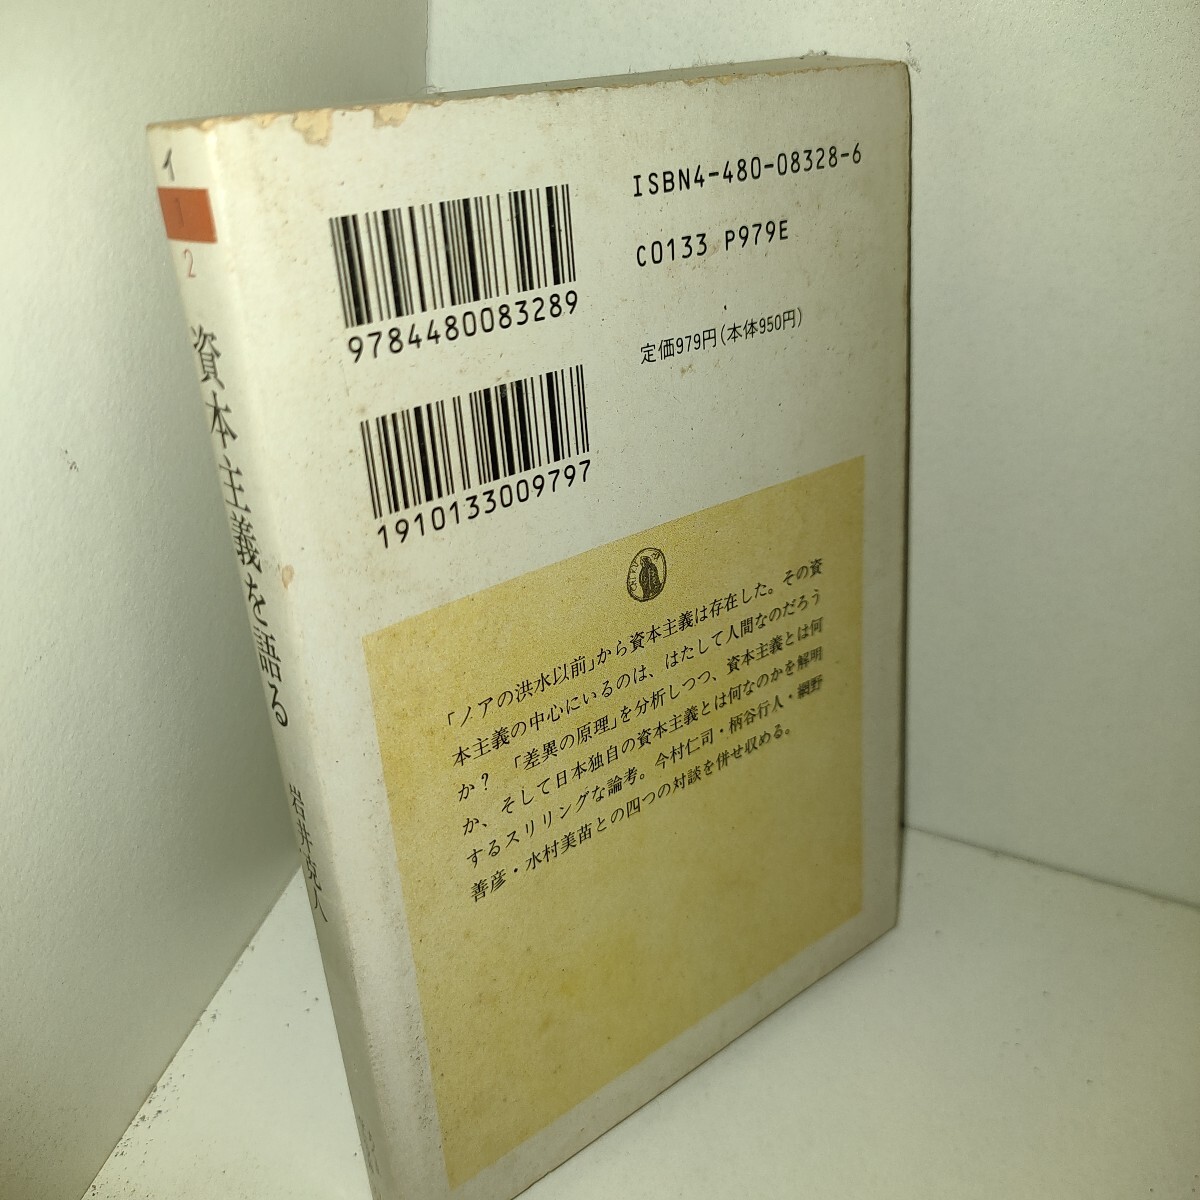 イ
1
2
資本主義を語る
岩井克人
9784480083289
1910133009797
ISBN4-480-08328-6
C0133 P979E
定価979円(本体950円)
「ノアの洪水以前」から資本主義は存在した。その資
本主義の中心にいるのは、はたして人間なのだろう
か? 「差異の原理」を分析しつつ、資本主義とは何
か、そして日本独自の資本主義とは何なのかを解明
するスリリングな論考。今村仁司・柄谷行人・網野
善彦・水村美苗との四つの対談を併せ収める。